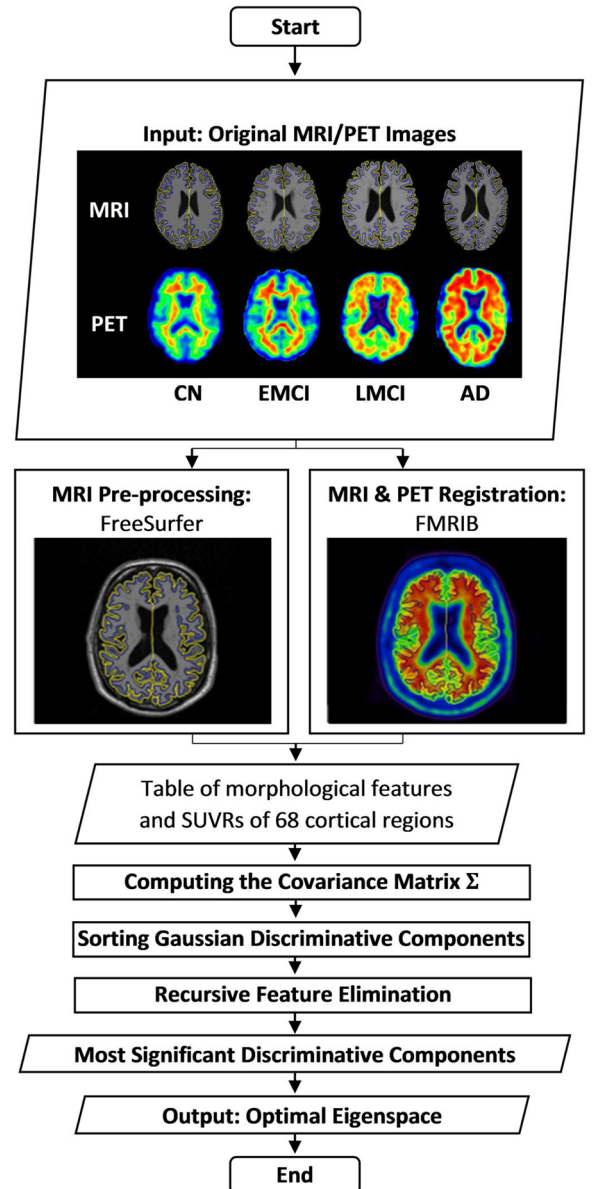 Start
Input: Original MRI/PET Images
MRI
PET
CN EMCI LMCI AD
MRI Pre-processing:
FreeSurfer
MRI & PET Registration:
FMRIB
Table of morphological features
and SUVRs of 68 cortical regions
Computing the Covariance Matrix Σ
Sorting Gaussian Discriminative Components
Recursive Feature Elimination
Most Significant Discriminative Components
Output: Optimal Eigenspace
End